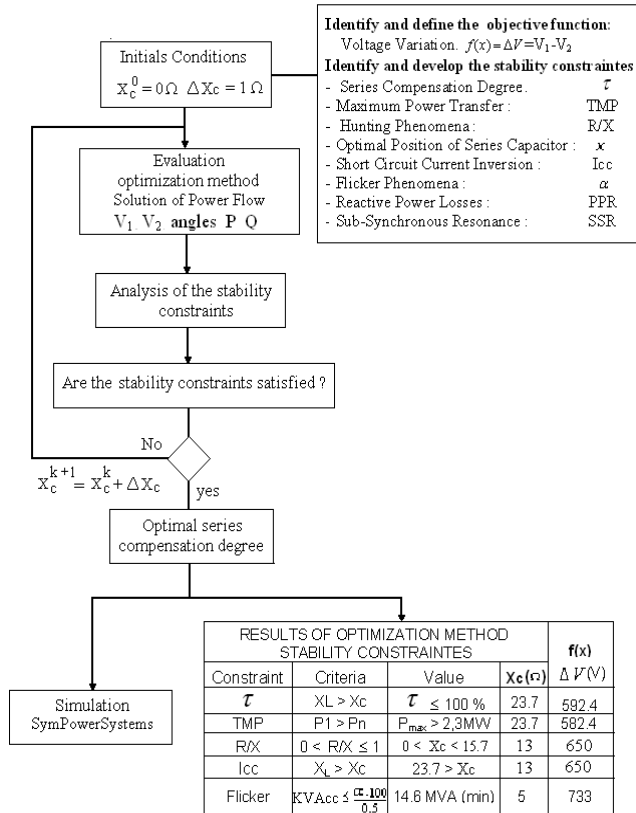 Initials Conditions
X_c^0 = 0 Ω ΔXc = 1 Ω
Identify and define the objective function:
Voltage Variation. f(x) = ΔV=V1-V2
Identify and develop the stability constraintes
- Series Compensation Degree. τ
- Maximum Power Transfer : TMP
- Hunting Phenomena : R/X
- Optimal Position of Series Capacitor : x
- Short Circuit Current Inversion : Icc
- Flicker Phenomena : α
- Reactive Power Losses : PPR
- Sub-Synchronous Resonance : SSR
Evaluation
optimization method
Solution of Power Flow
V1, V2 angles P Q
Analysis of the stability
constraints
Are the stability constraints satisfied ?
No
X_c^{k+1} = X_c^k + ΔXc
yes
Optimal series
compensation degree
Simulation
SymPowerSystems
RESULTS OF OPTIMIZATION METHOD
STABILITY CONSTRAINTES
f(x)
ΔV(V)
Constraint Criteria Value Xc(Ω)
τ XL > Xc τ ≤ 100 % 23.7 592.4
TMP P1 > Pn Pmax > 2,3MW 23.7 582.4
R/X 0 < R/X ≤ 1 0 < Xc < 15.7 13 650
Icc XL > Xc 23.7 > Xc 13 650
Flicker KVAcc ≤ α.100/0.5 14.6 MVA (min) 5 733